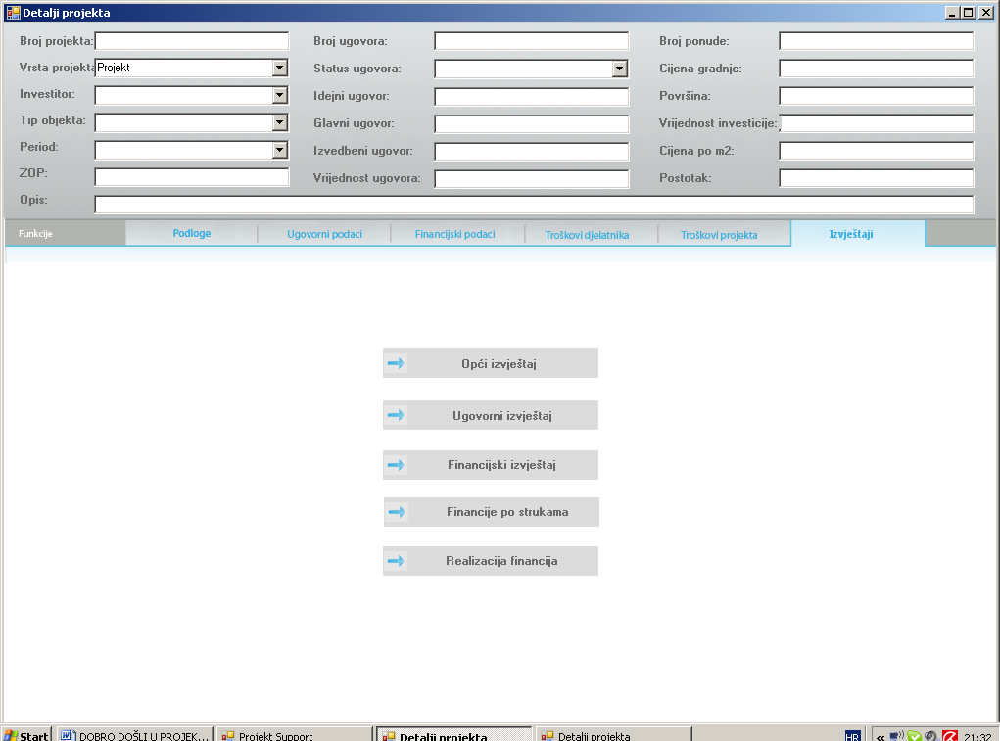 Detalji projekta
Broj projekta:
Broj ugovora:
Broj ponude:
Vrsta projekta
Projekt
Status ugovora:
Cijena gradnje:
Investitor:
Idejni ugovor:
Površina:
Tip objekta:
Glavni ugovor:
Vrijednost investicije:
Period:
Izvedbeni ugovor:
Cijena po m2:
ZOP:
Vrijednost ugovora:
Postotak:
Opis:
Funkcije
Podloge
Ugovorni podaci
Financijski podaci
Troškovi djelatnika
Troškovi projekta
Izvještaji
Opći izvještaj
Ugovorni izvještaj
Financijski izvještaj
Financije po strukama
Realizacija financija
Start
DOBRO DOŠLI U PROJEK...
Projekt Support
Detalji projekta
Detalji projekta
HR
«
21:32